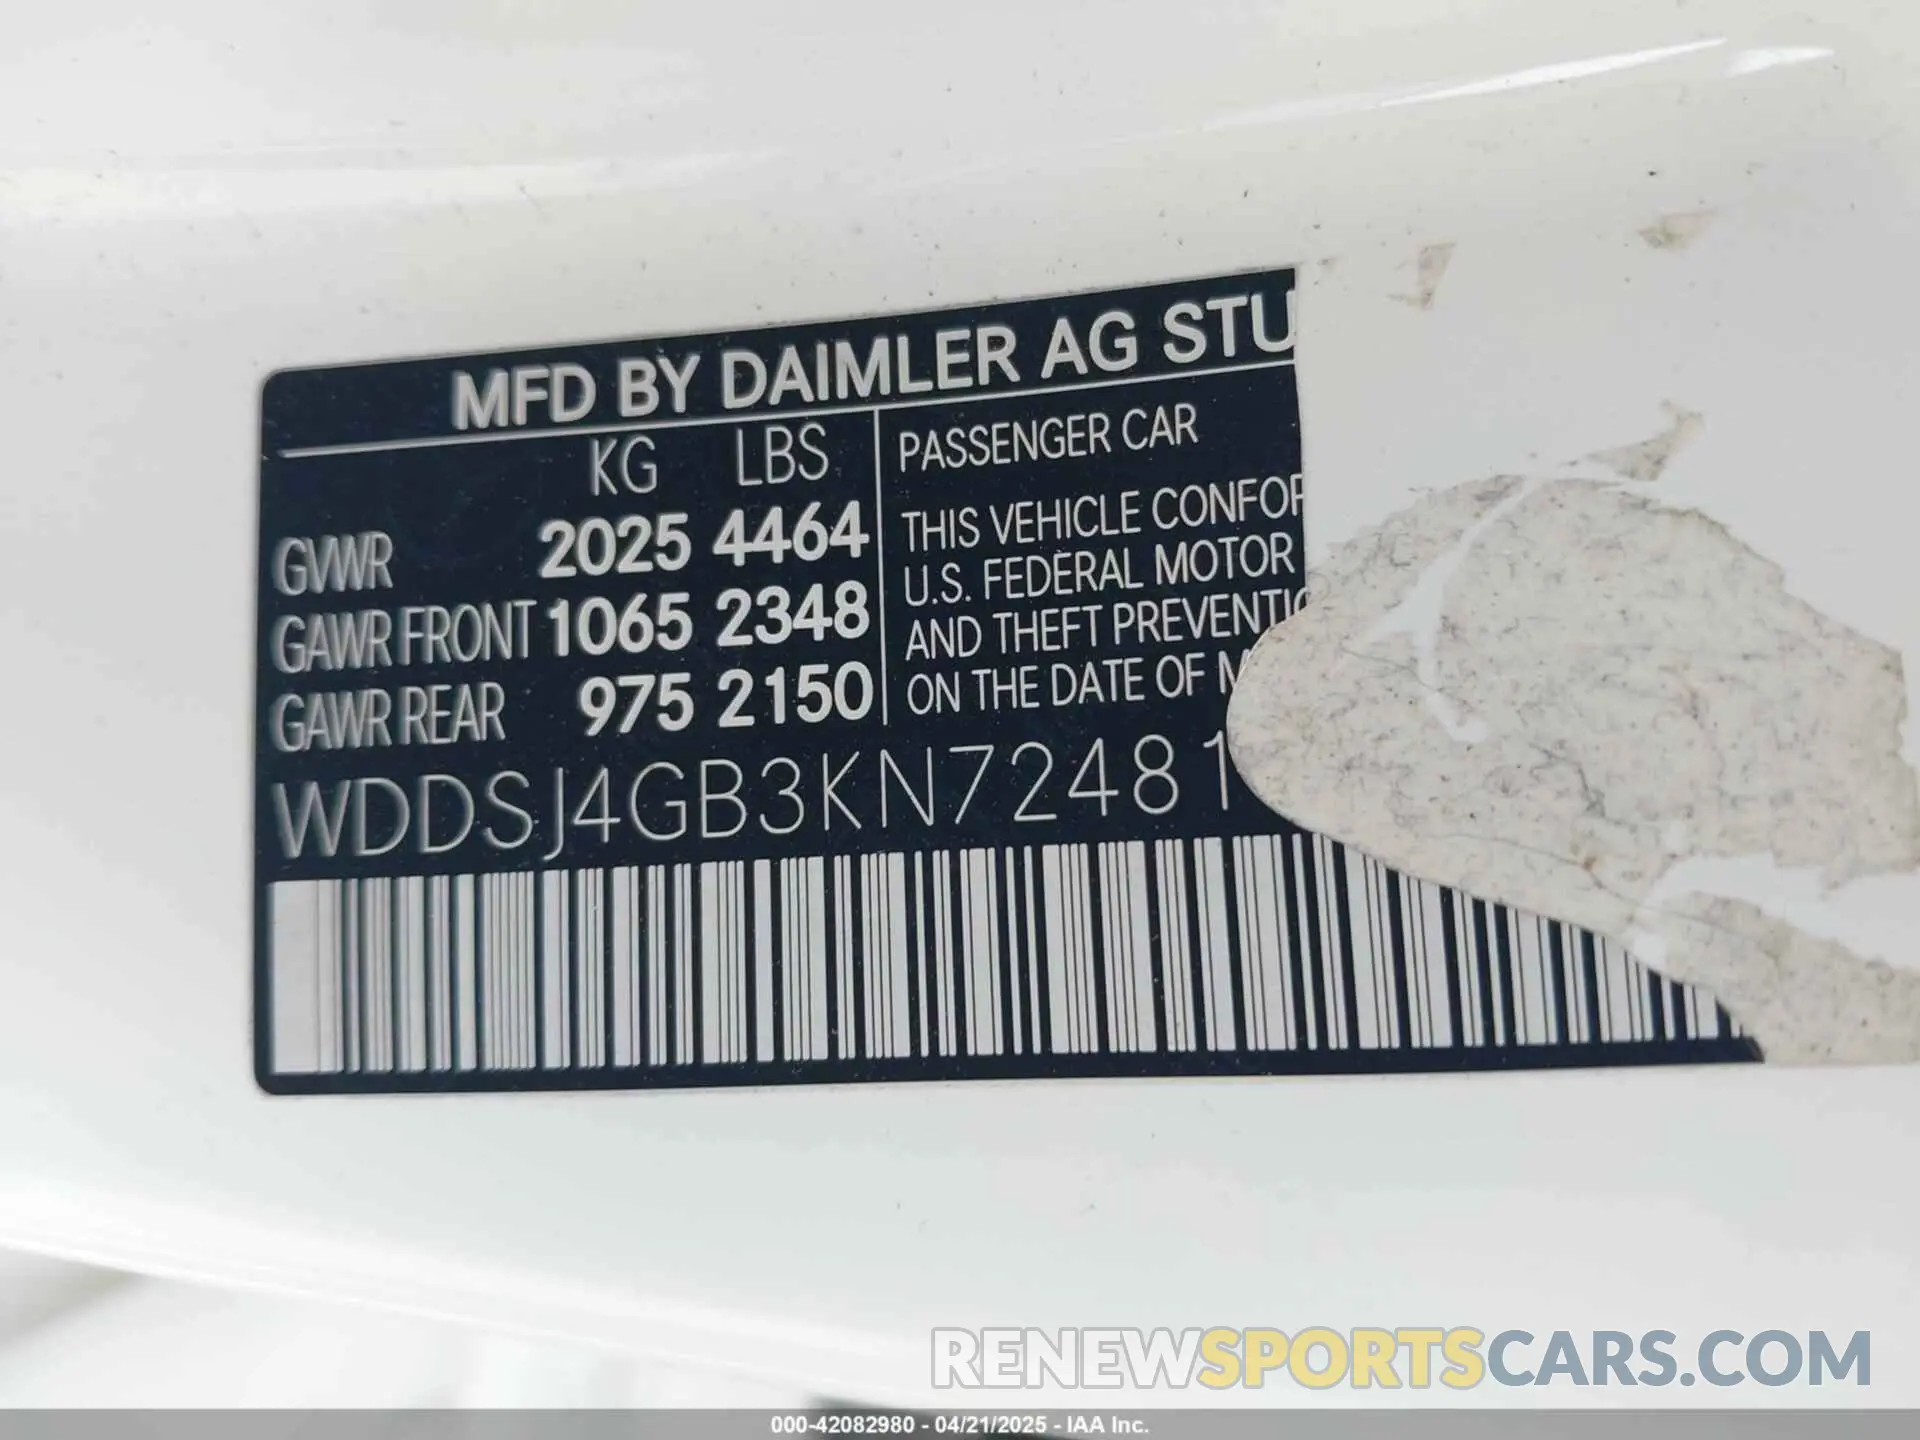 MFD BY DAIMLER AG STU
KG LBS
GVWR 2025 4464
GAWR FRONT 1065 2348
GAWR REAR 975 2150
PASSENGER CAR
THIS VEHICLE CONFOR
U.S. FEDERAL MOTOR
AND THEFT PREVENTIO
ON THE DATE OF M
WDDSJ4GB3KN72481
RENEWSPORTSCARS.COM
000-42082980 - 04/21/2025 - IAA Inc.